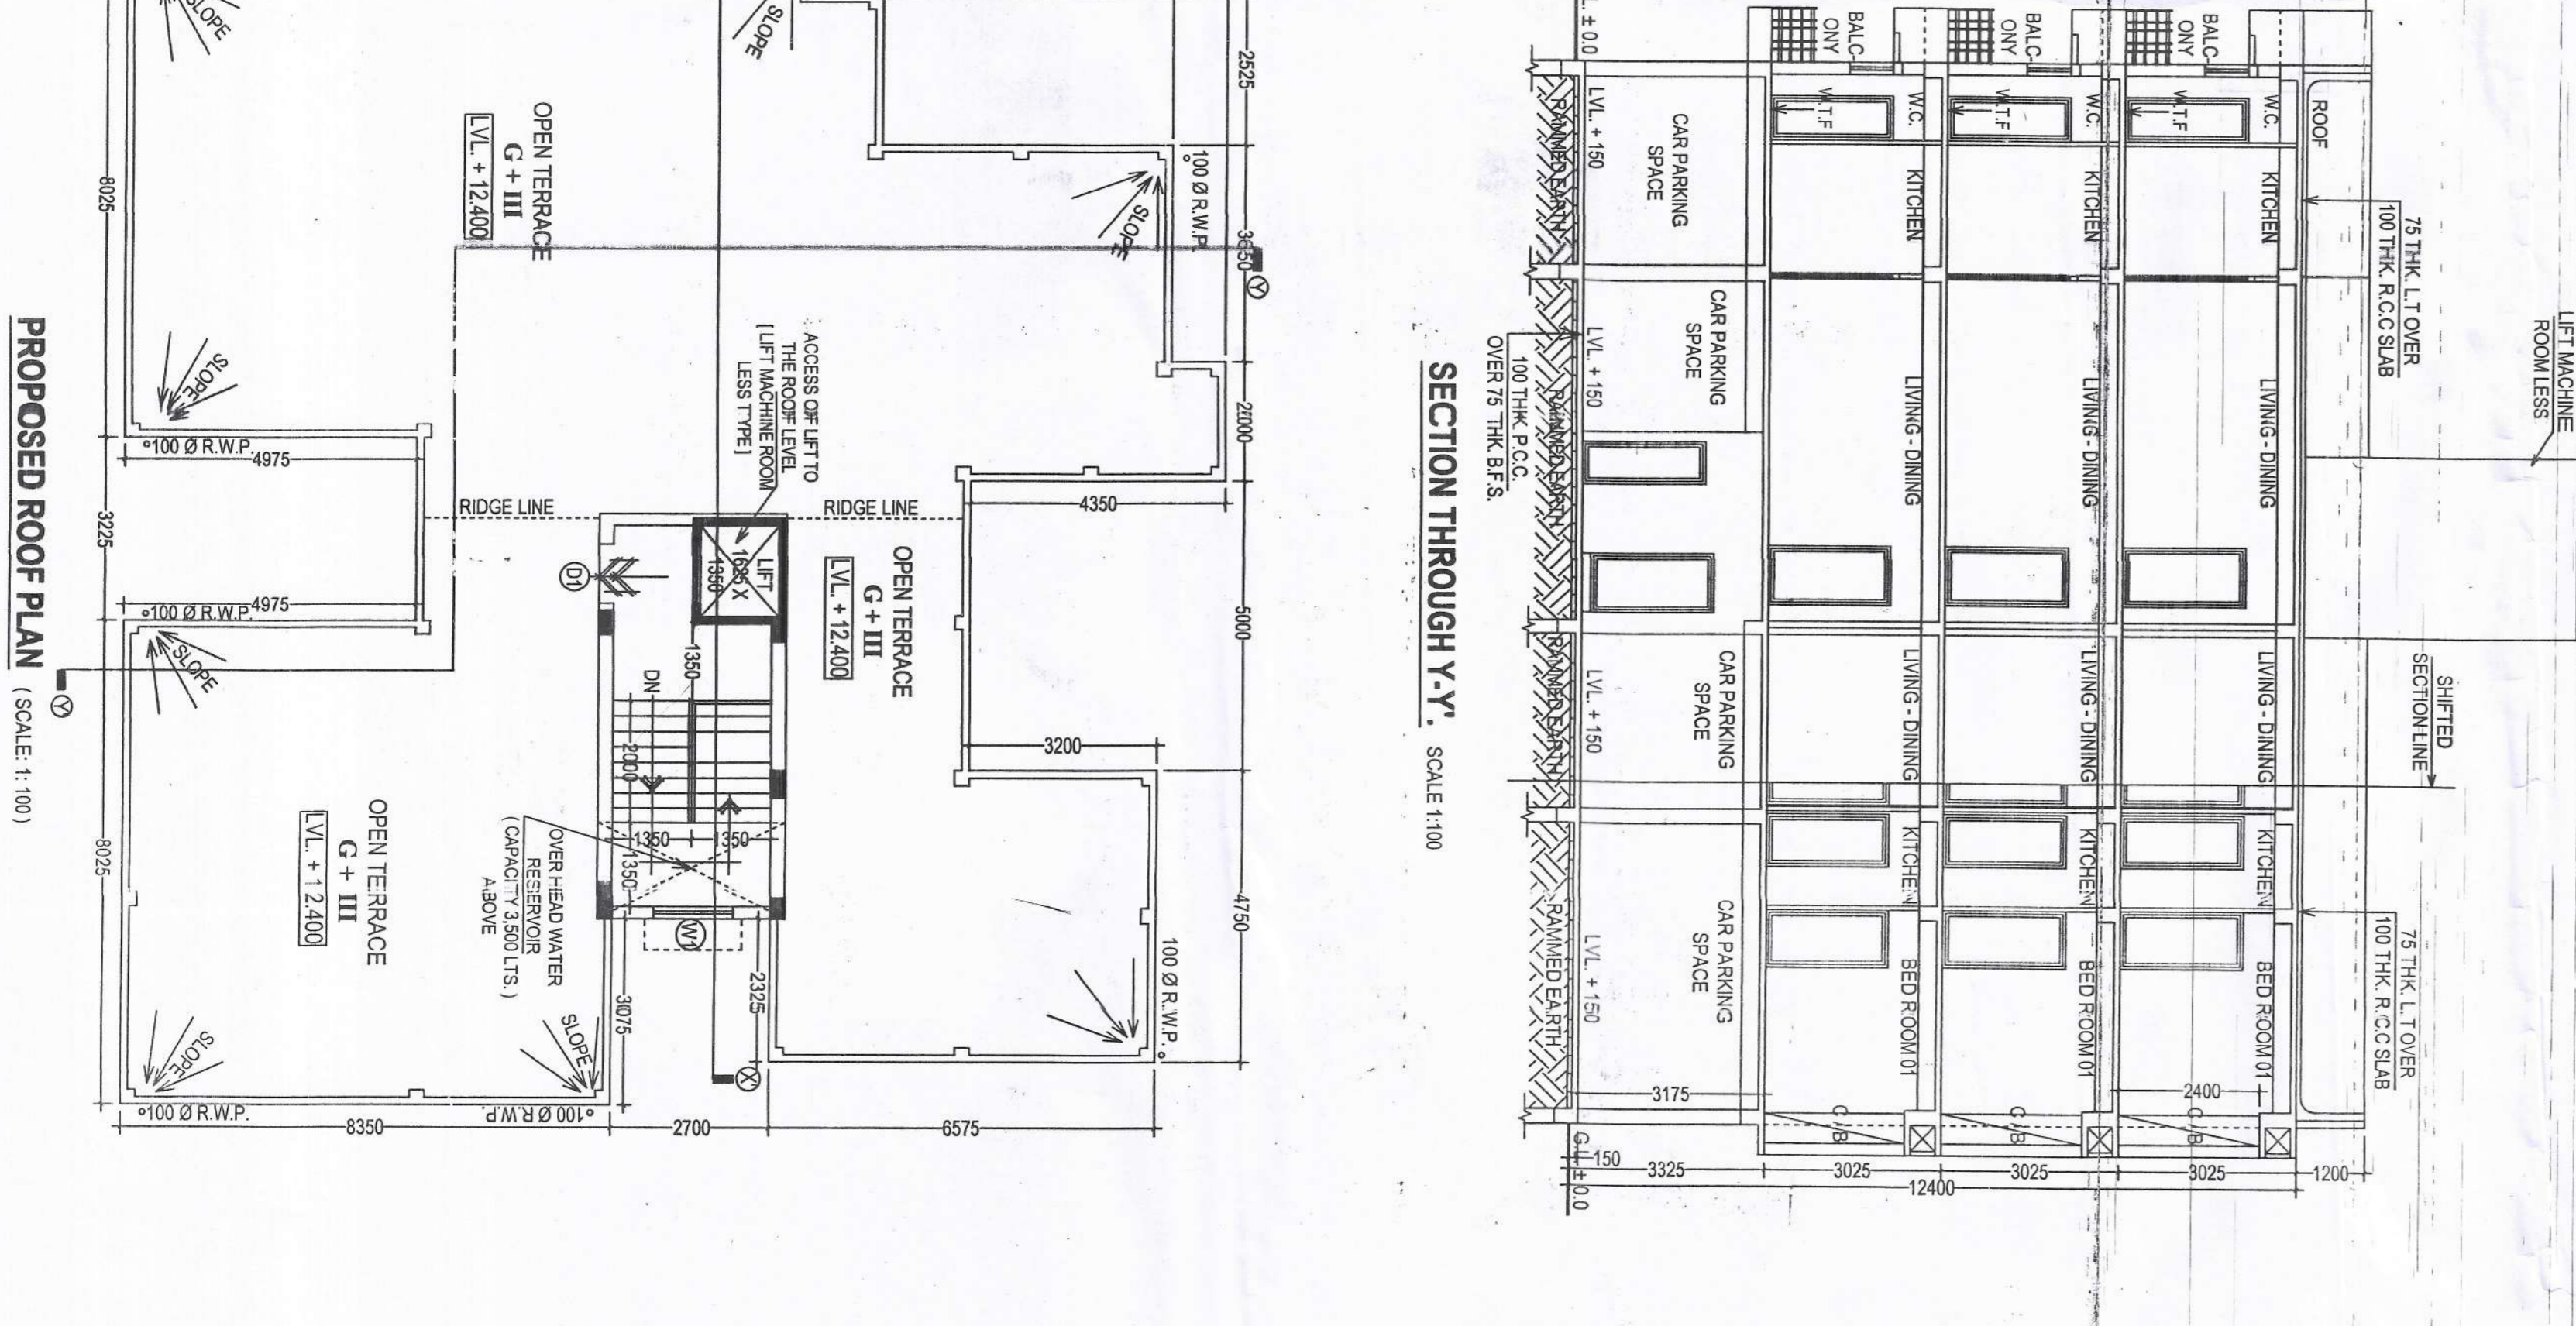 SECTION THROUGH Y-Y'. SCALE 1:100
LIFT MACHINE
ROOM LESS
75 THK. L.T OVER
100 THK. R.C.C SLAB
SHIFTED
SECTION LINE
75 THK. L.T OVER
100 THK. R.C.C SLAB
ROOF
BALC-
ONY
W.C.
W.T.F
KITCHEN
LIVING - DINING
LIVING - DINING
KITCHEN
BED ROOM 01
2400
C/B
BALC-
ONY
W.C.
W.T.F
KITCHEN
LIVING - DINING
LIVING - DINING
KITCHEN
BED ROOM 01
C/B
BALC-
ONY
W.C.
W.T.F
KITCHEN
LIVING - DINING
LIVING - DINING
KITCHEN
BED ROOM 01
C/B
CAR PARKING
SPACE
CAR PARKING
SPACE
CAR PARKING
SPACE
CAR PARKING
SPACE
3175
LVL. + 150
LVL. + 150
LVL. + 150
LVL. + 150
± 0.0
RAMMED EARTH
RAMMED EARTH
RAMMED EARTH
RAMMED EARTH
100 THK. P.C.C.
OVER 75 THK B.F.S.
1200
3025
3025
3025
3325
150
12400
± 0.0
2525
3650
Y
2000
5000
4750
100 Ø R.W.P.
SLOPE
SLOPE
4350
3200
100 Ø R.W.P.
6575
OPEN TERRACE
G + III
LVL. + 12.400
ACCESS OF LIFT TO
THE ROOF LEVEL
[ LIFT MACHINE ROOM
LESS TYPE ]
RIDGE LINE
RIDGE LINE
LIFT
1625 X
1350
1350
D1
DN
2000
1350
1350
1350
W1
2325
3075
X'
2700
OPEN TERRACE
G + III
LVL. + 12.400
OVER HEAD WATER
RESERVOIR
( CAPACITY 3,500 LTS. )
ABOVE
OPEN TERRACE
G + III
LVL. + 12.400
SLOPE
SLOPE
SLOPE
SLOPE
SLOPE
100 Ø R.W.P.
4975
4975
100 Ø R.W.P.
100 Ø R.W.P.
100 Ø R.W.P.
8350
8025
3225
8025
Y
PROPOSED ROOF PLAN ( SCALE: 1: 100 )